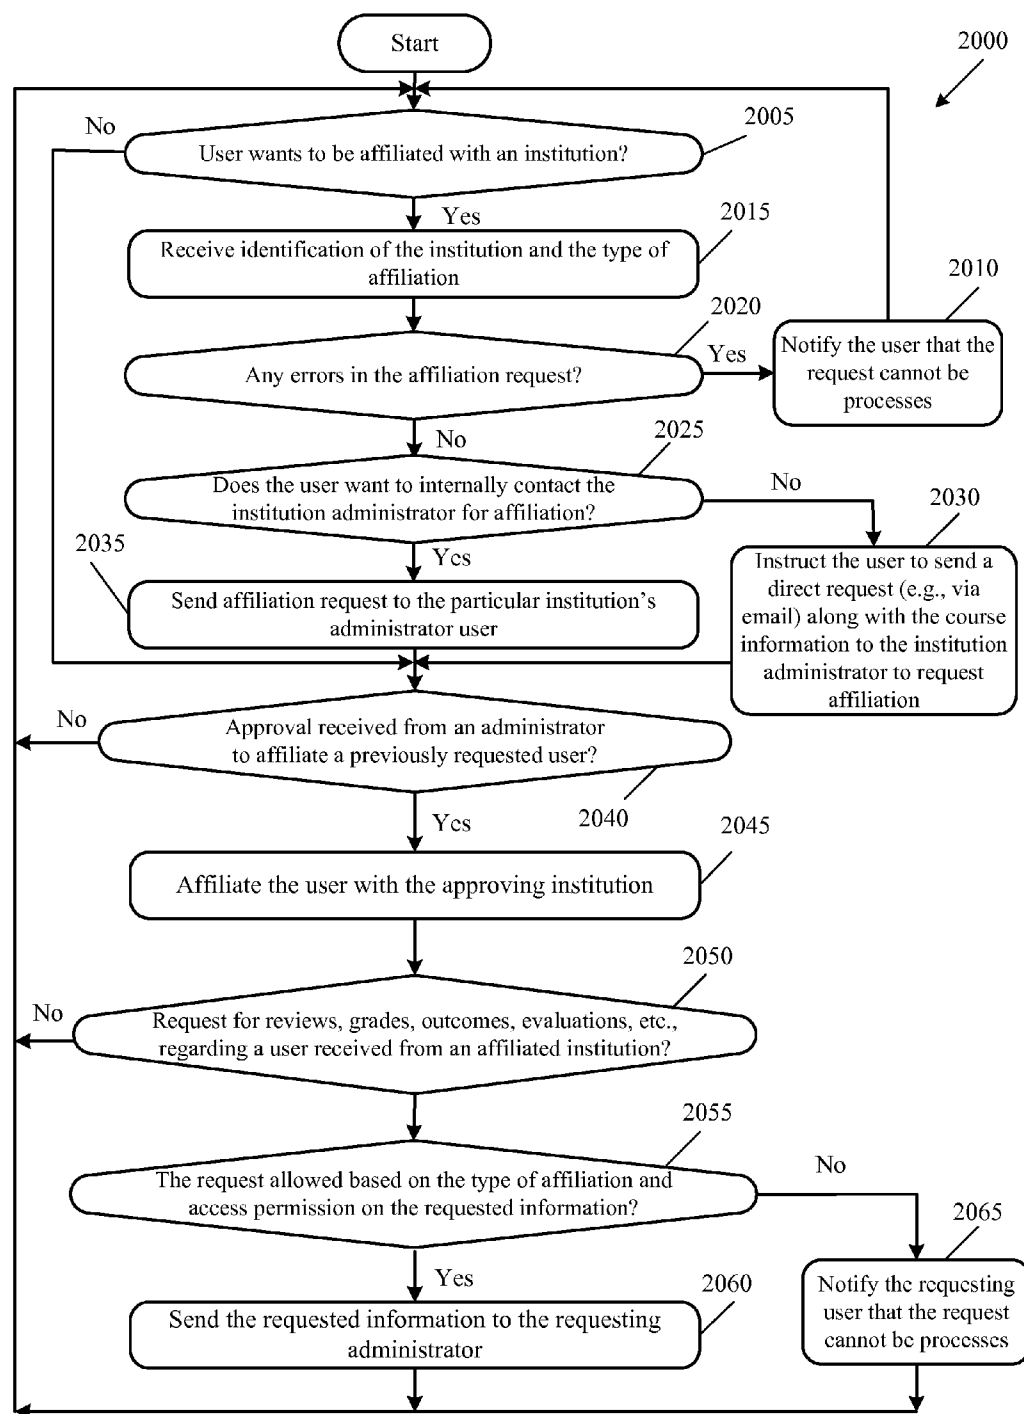 Start
2000
No
2005
User wants to be affiliated with an institution?
Yes
2015
Receive identification of the institution and the type of
affiliation
2010
2020
Notify the user that the
request cannot be
processes
Yes
Any errors in the affiliation request?
No
2025
Does the user want to internally contact the
institution administrator for affiliation?
No
2030
2035
Yes
Instruct the user to send a
direct request (e.g., via
email) along with the course
information to the institution
administrator to request
affiliation
Send affiliation request to the particular institution's
administrator user
No
Approval received from an administrator
to affiliate a previously requested user?
2040
Yes
2045
Affiliate the user with the approving institution
2050
No
Request for reviews, grades, outcomes, evaluations, etc.,
regarding a user received from an affiliated institution?
2055
No
The request allowed based on the type of affiliation and
access permission on the requested information?
2065
Yes
2060
Notify the requesting
user that the request
cannot be processes
Send the requested information to the requesting
administrator